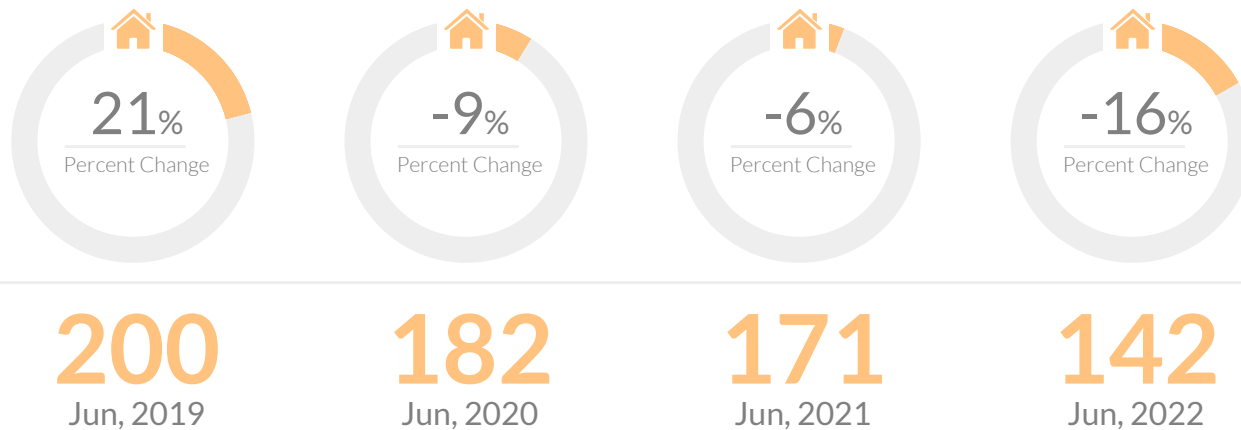 21%
Percent Change
-9%
Percent Change
-6%
Percent Change
-16%
Percent Change
200
Jun, 2019
182
Jun, 2020
171
Jun, 2021
142
Jun, 2022